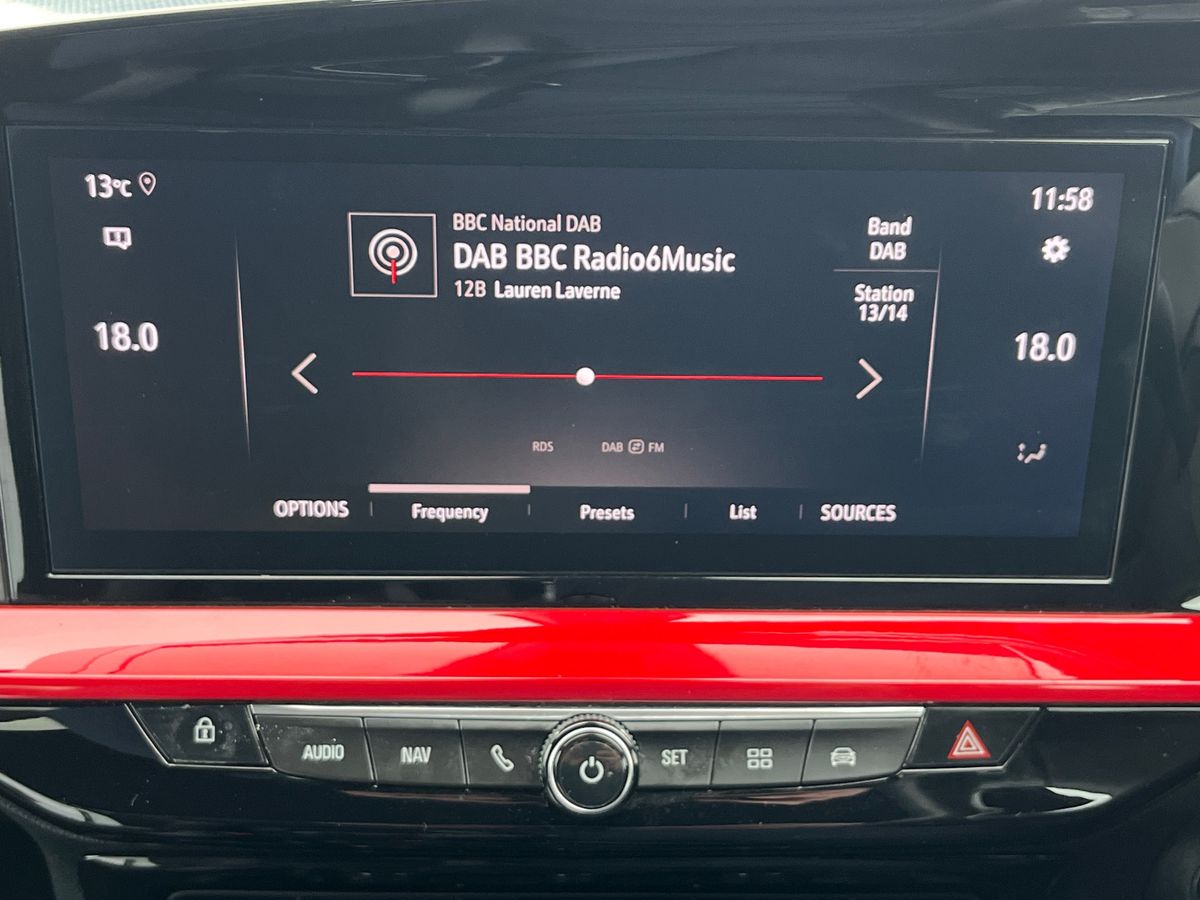 13°C
11:58
BBC National DAB
DAB BBC Radio6Music
12B Lauren Laverne
Band
DAB
Station
13/14
18.0
18.0
RDS
DAB FM
OPTIONS
Frequency
Presets
List
SOURCES
AUDIO
NAV
SET